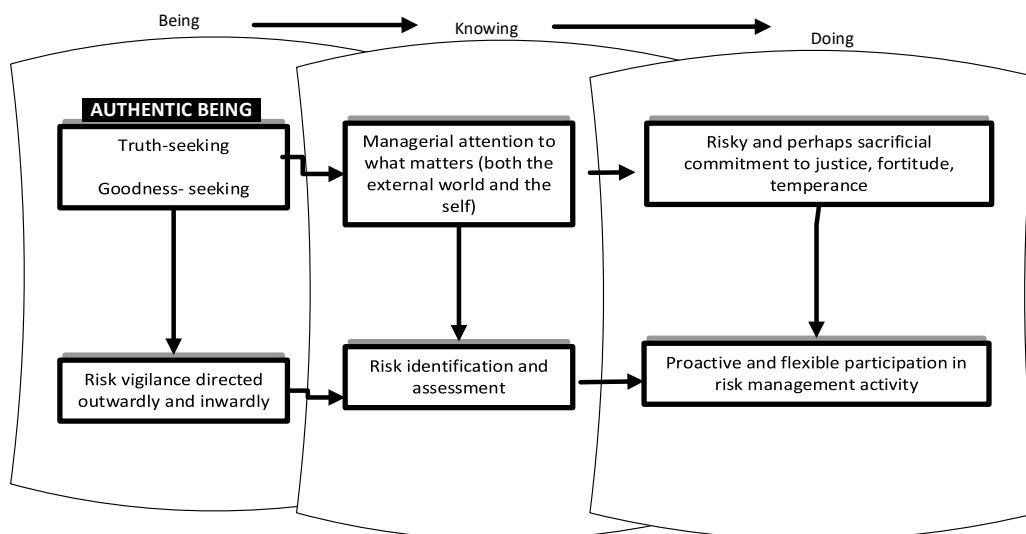 Being
Knowing
Doing
AUTHENTIC BEING
Truth-seeking
Goodness- seeking
Managerial attention to
what matters (both the
external world and the
self)
Risky and perhaps sacrificial
commitment to justice, fortitude,
temperance
Risk vigilance directed
outwardly and inwardly
Risk identification and
assessment
Proactive and flexible participation in
risk management activity